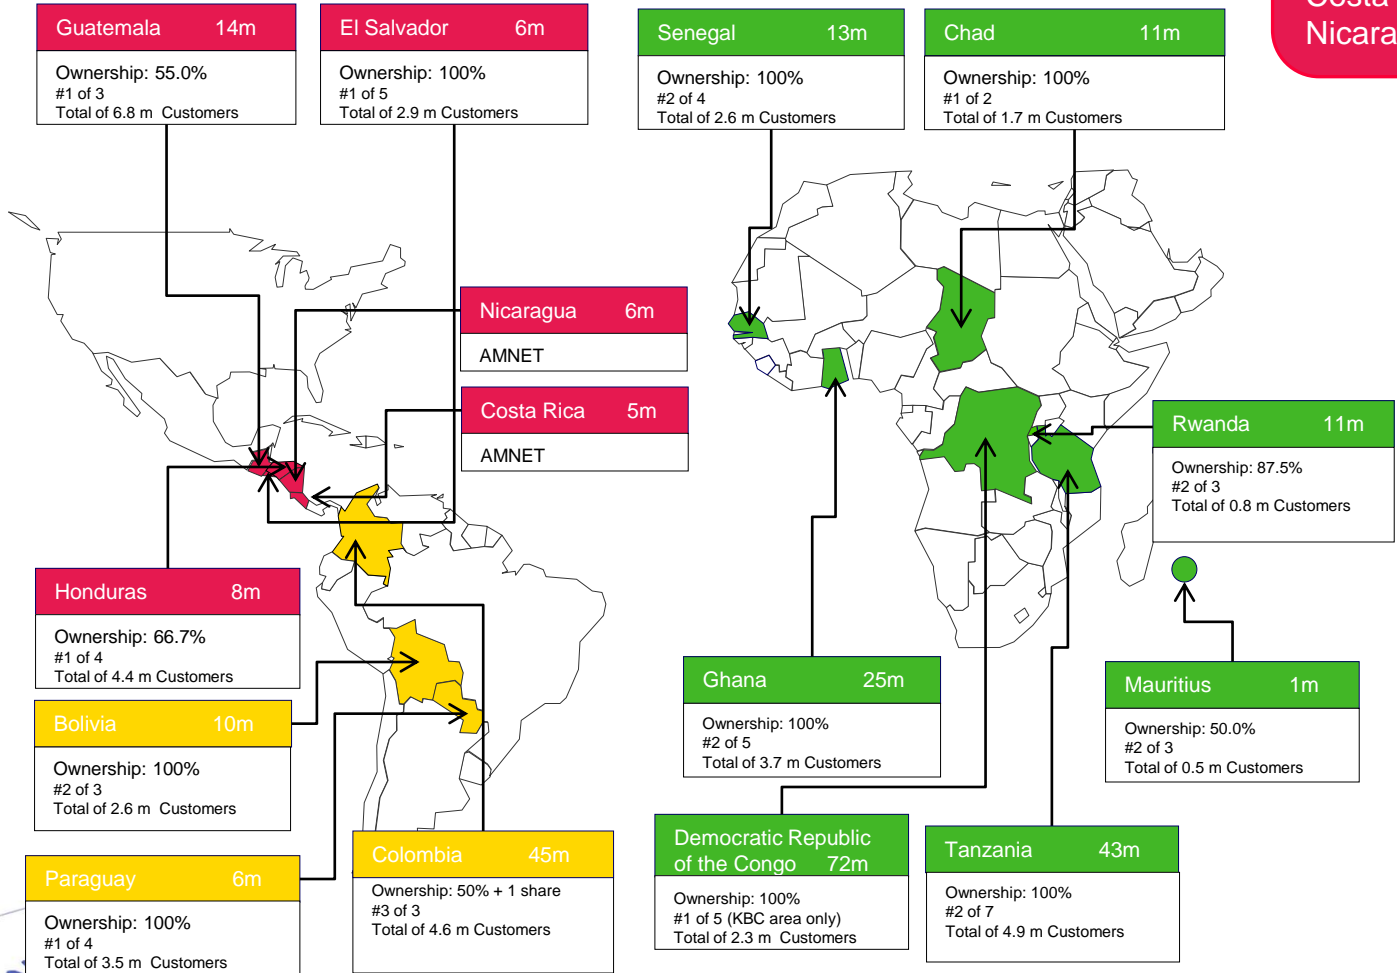 Guatemala 14m
Ownership: 55.0%
#1 of 3
Total of 6.8 m Customers
El Salvador 6m
Ownership: 100%
#1 of 5
Total of 2.9 m Customers
Senegal 13m
Ownership: 100%
#2 of 4
Total of 2.6 m Customers
Chad 11m
Ownership: 100%
#1 of 2
Total of 1.7 m Customers
Nicara
Nicaragua 6m
AMNET
Costa Rica 5m
AMNET
Rwanda 11m
Ownership: 87.5%
#2 of 3
Total of 0.8 m Customers
Honduras 8m
Ownership: 66.7%
#1 of 4
Total of 4.4 m Customers
Bolivia 10m
Ownership: 100%
#2 of 3
Total of 2.6 m Customers
Paraguay 6m
Ownership: 100%
#1 of 4
Total of 3.5 m Customers
Colombia 45m
Ownership: 50% + 1 share
#3 of 3
Total of 4.6 m Customers
Ghana 25m
Ownership: 100%
#2 of 5
Total of 3.7 m Customers
Mauritius 1m
Ownership: 50.0%
#2 of 3
Total of 0.5 m Customers
Democratic Republic
of the Congo 72m
Ownership: 100%
#1 of 5 (KBC area only)
Total of 2.3 m Customers
Tanzania 43m
Ownership: 100%
#2 of 7
Total of 4.9 m Customers